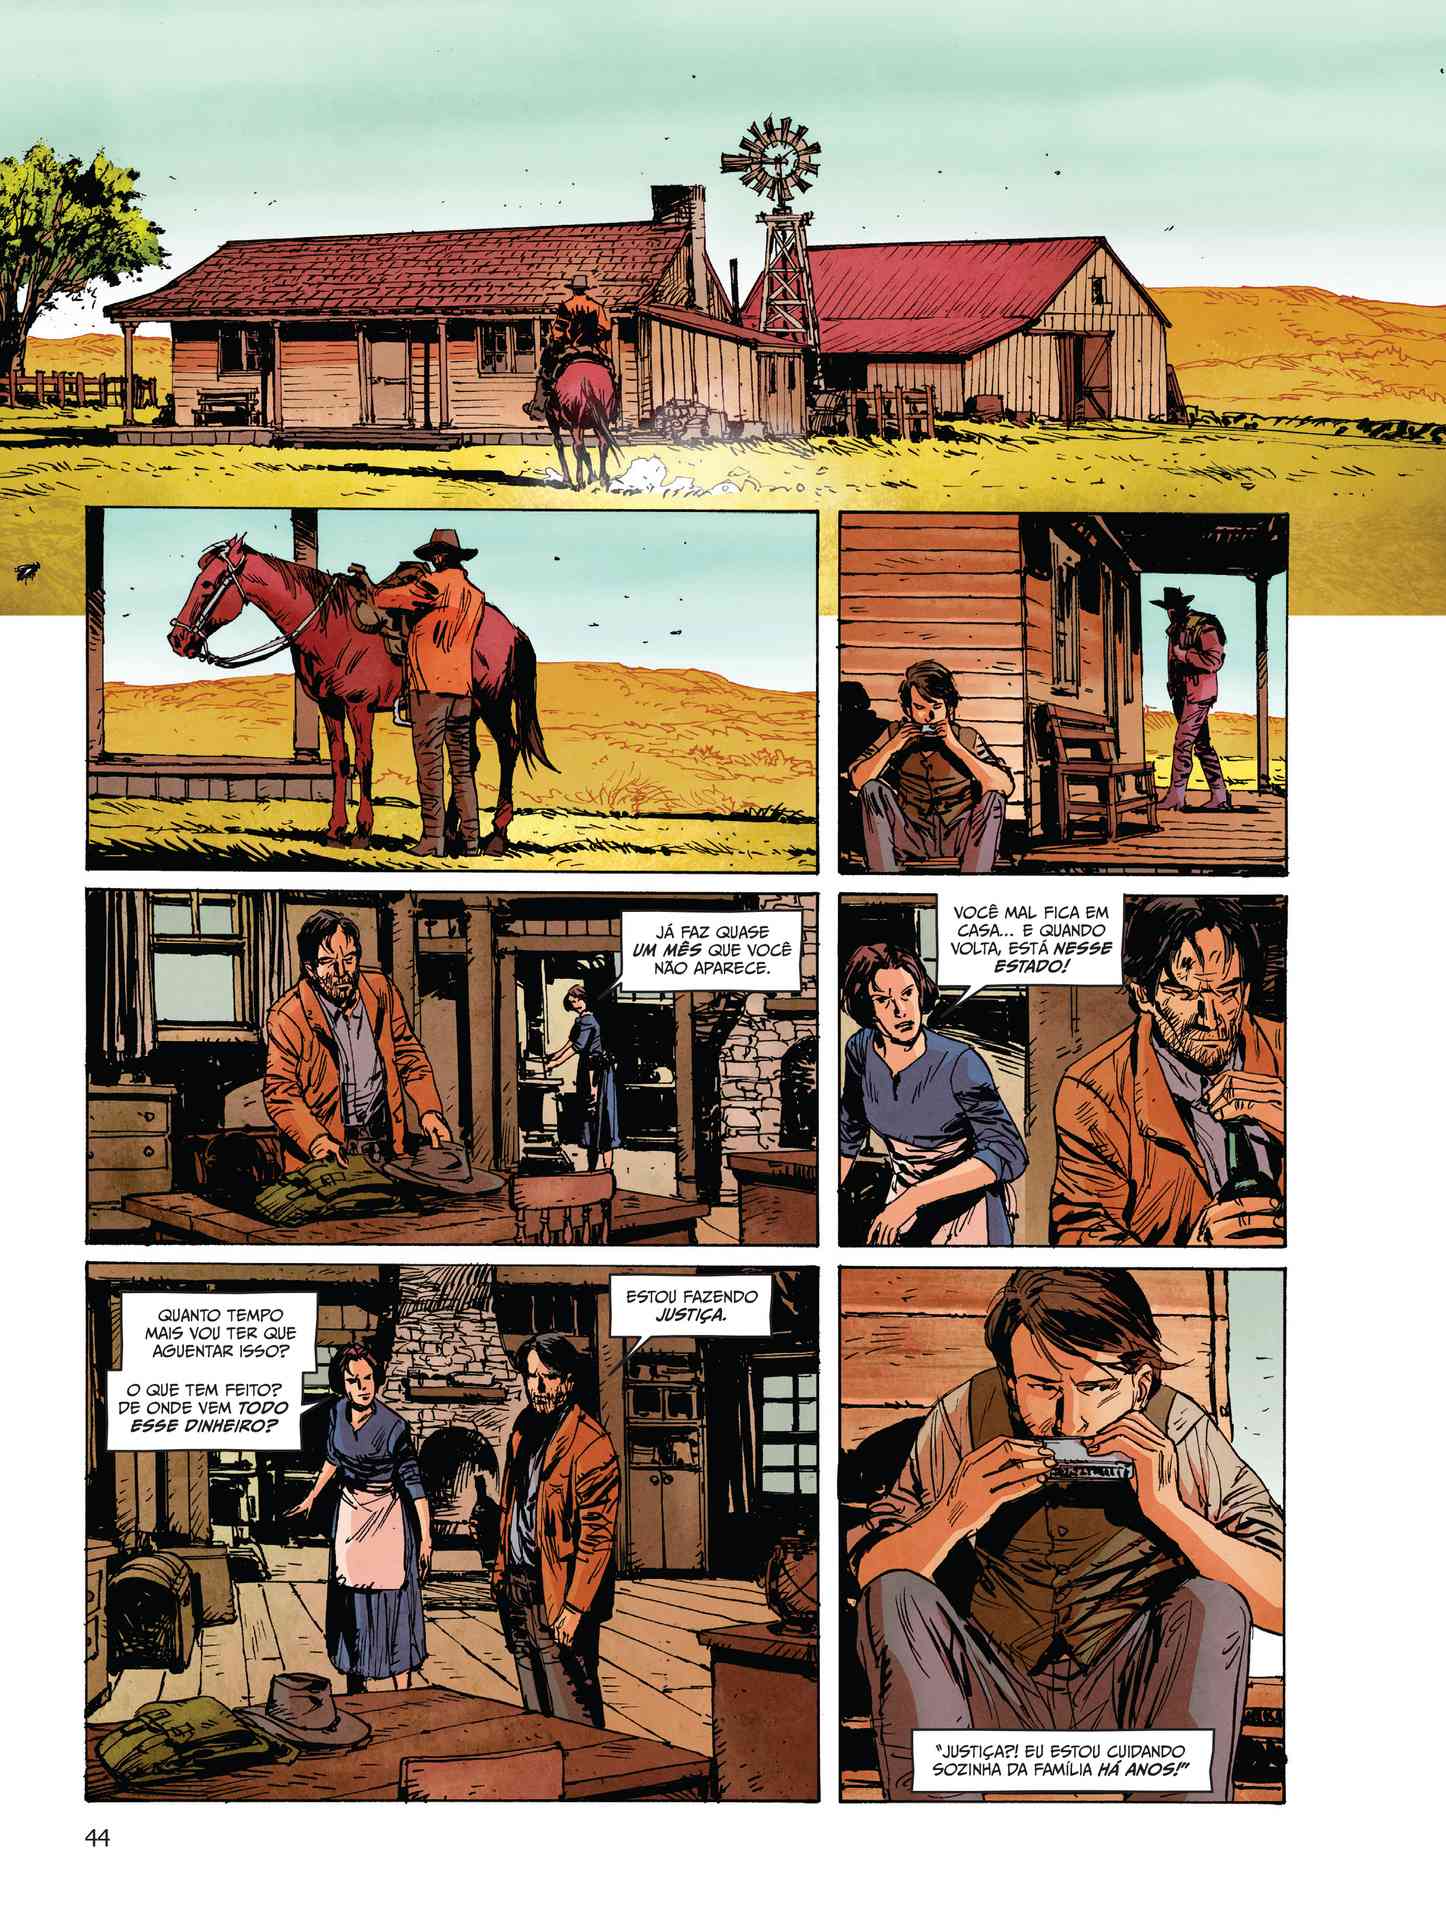 JÁ FAZ QUASE
UM MÊS QUE VOCÊ
NÃO APARECE.
VOCÊ MAL FICA EM
CASA... E QUANDO
VOLTA, ESTÁ NESSE
ESTADO!
QUANTO TEMPO
MAIS VOU TER QUE
AGUENTAR ISSO?
O QUE TEM FEITO?
DE ONDE VEM TODO
ESSE DINHEIRO?
ESTOU FAZENDO
JUSTIÇA.
"JUSTIÇA?! EU ESTOU CUIDANDO
SOZINHA DA FAMÍLIA HÁ ANOS!"
44